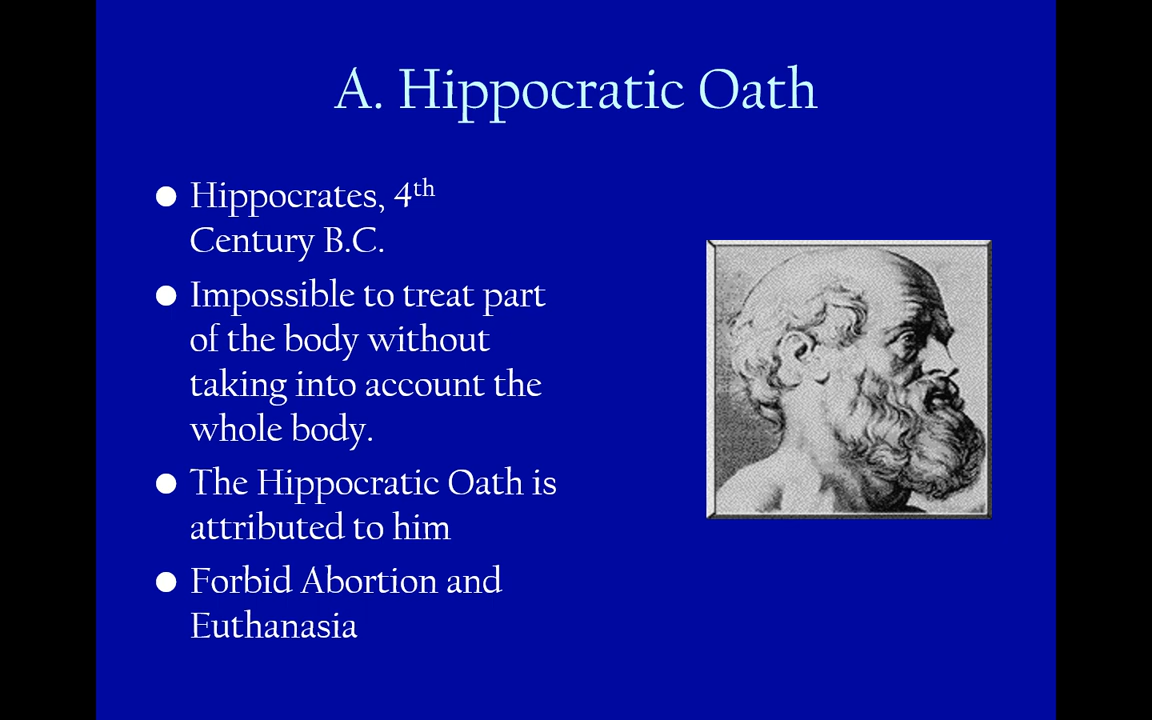 A. Hippocratic Oath
● Hippocrates, 4th
Century B.C.
● Impossible to treat part
of the body without
taking into account the
whole body.
● The Hippocratic Oath is
attributed to him
● Forbid Abortion and
Euthanasia